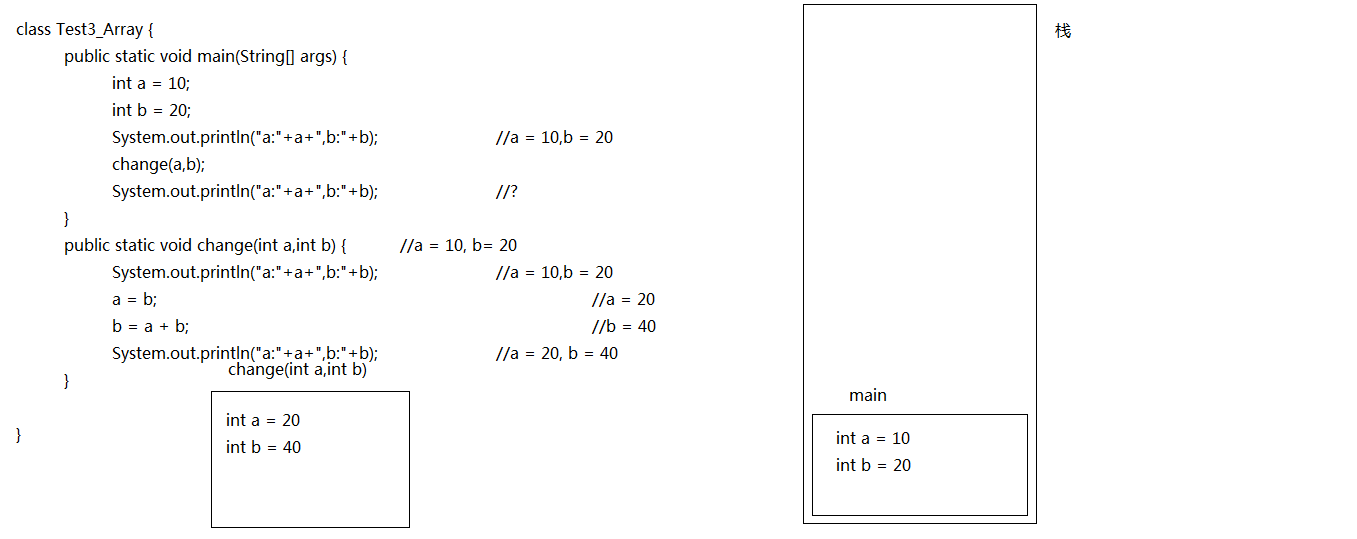 class Test3_Array {
public static void main(String[] args) {
int a = 10;
int b = 20;
System.out.println("a:"+a+",b:"+b); //a = 10,b = 20
change(a,b);
System.out.println("a:"+a+",b:"+b); //?
}
public static void change(int a,int b) { //a = 10, b= 20
System.out.println("a:"+a+",b:"+b); //a = 10,b = 20
a = b; //a = 20
b = a + b; //b = 40
System.out.println("a:"+a+",b:"+b); //a = 20, b = 40
}
}
change(int a,int b)
int a = 20
int b = 40
栈
main
int a = 10
int b = 20